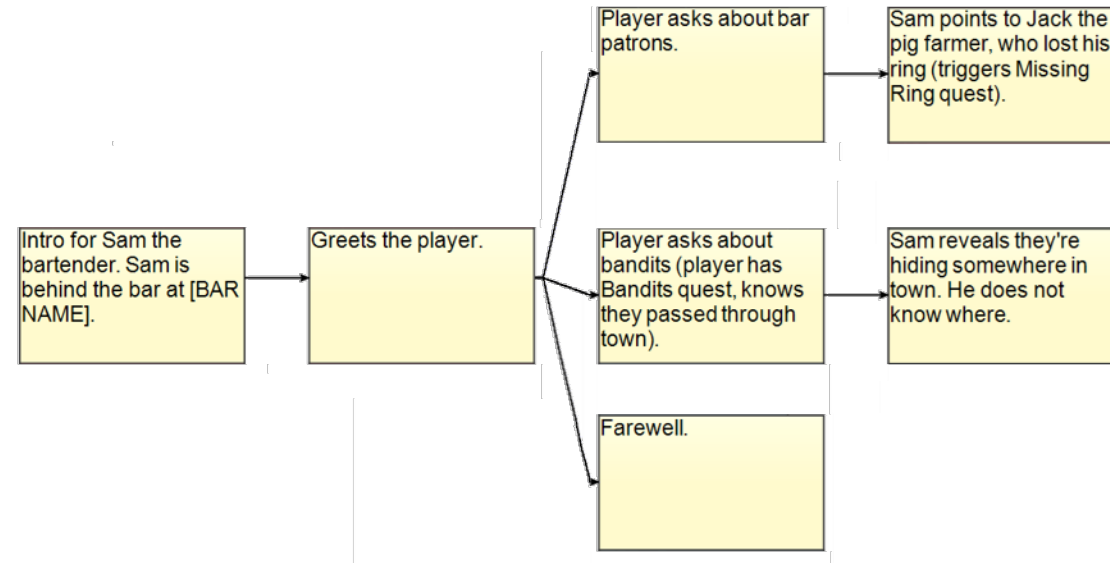 Player asks about bar
patrons.
Sam points to Jack the
pig farmer, who lost his
ring (triggers Missing
Ring quest).
Intro for Sam the
bartender. Sam is
behind the bar at [BAR
NAME].
Greets the player.
Player asks about
bandits (player has
Bandits quest, knows
they passed through
town).
Sam reveals they're
hiding somewhere in
town. He does not
know where.
Farewell.